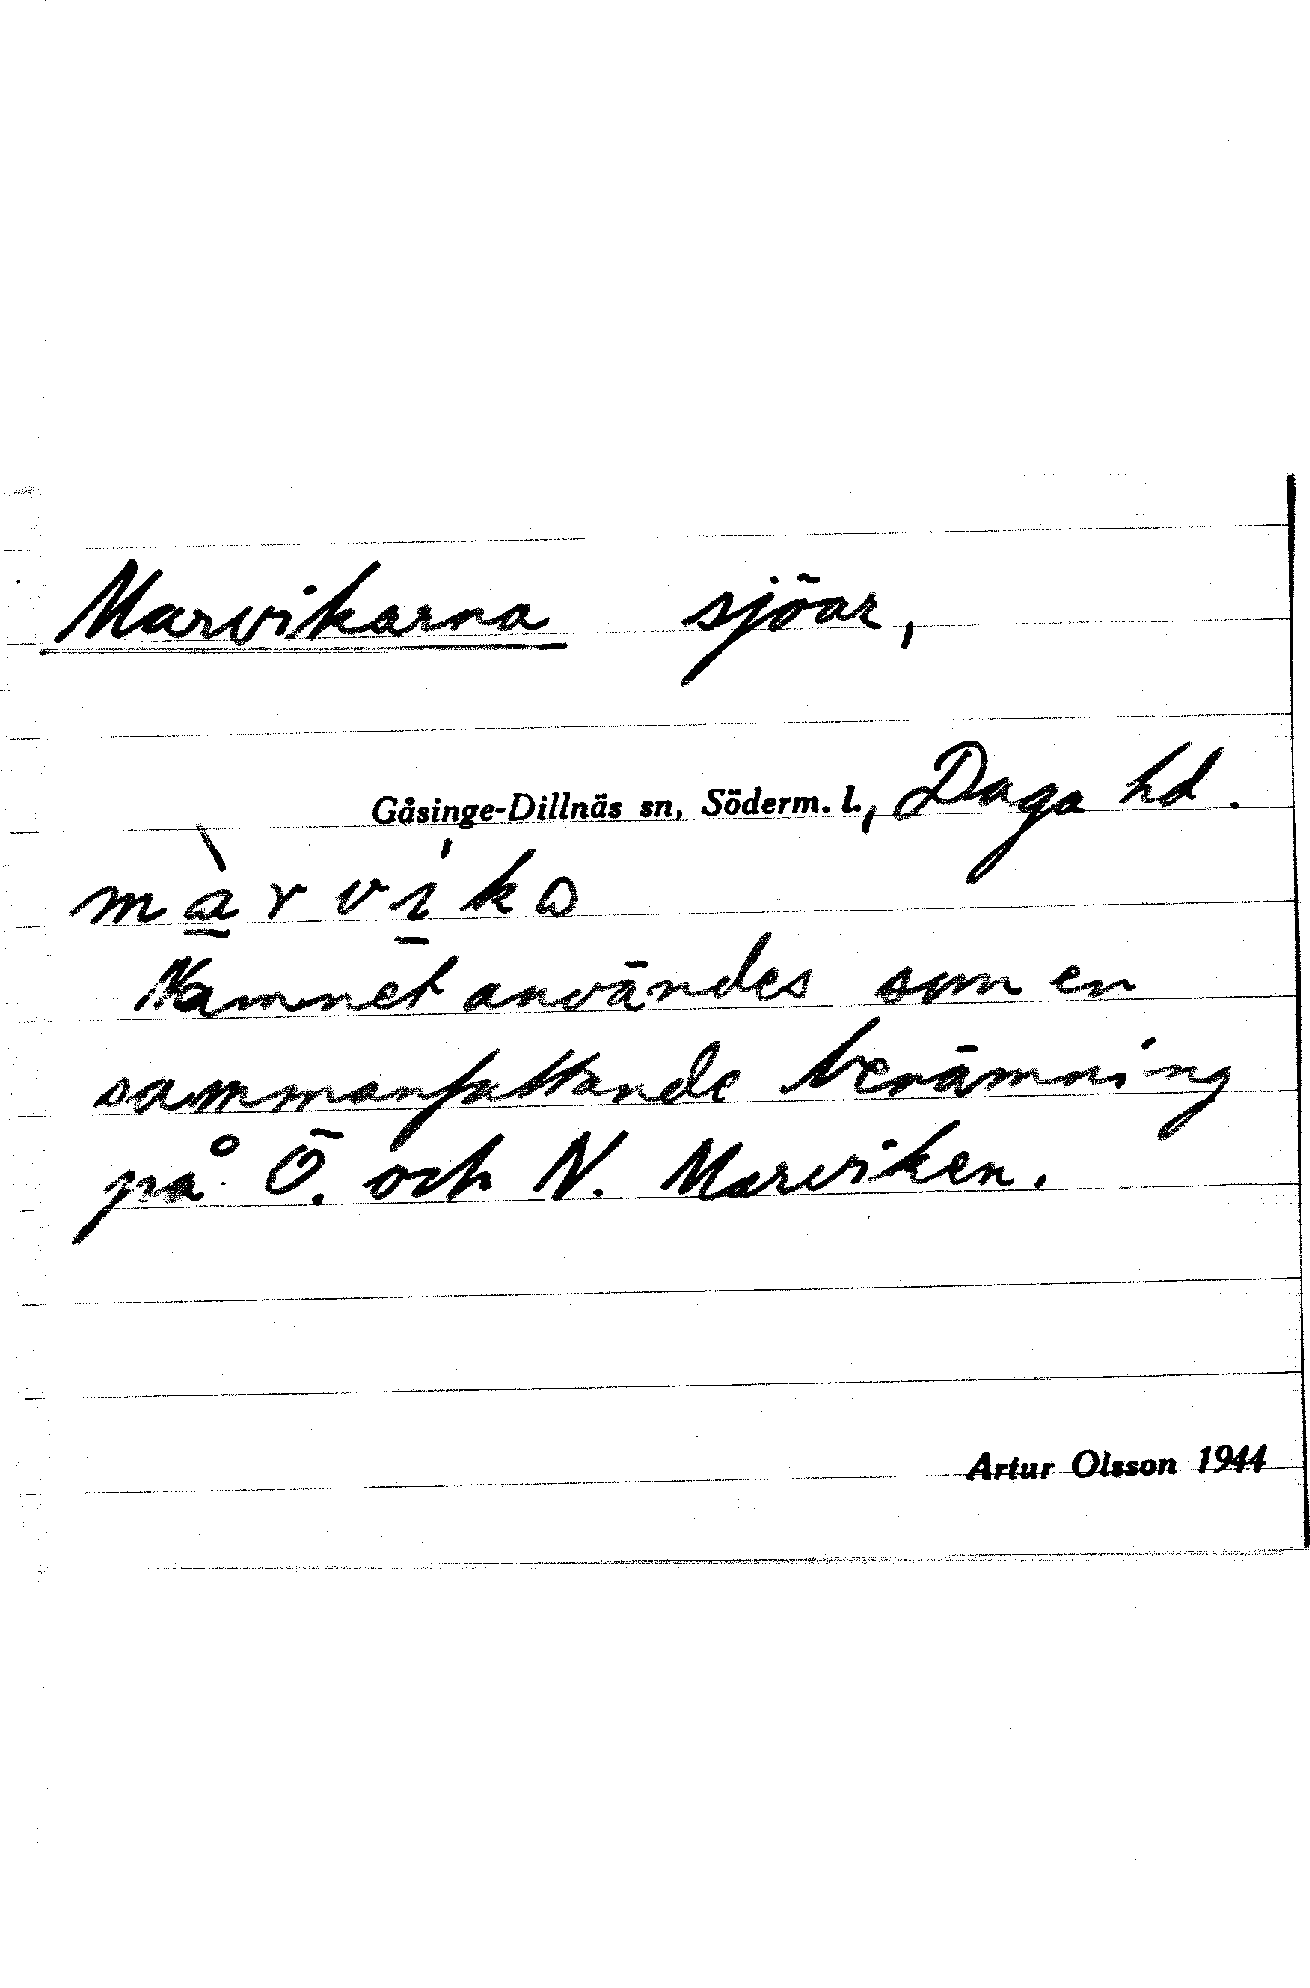 Marvikarna sjöar,
Gåsinge-Dillnäs sn, Söderm. l., Daga hd.
màrvíka
Namnet användes som en
sammanfattande benämning
på Ö. och N. Marviken.
Artur Olsson 1944